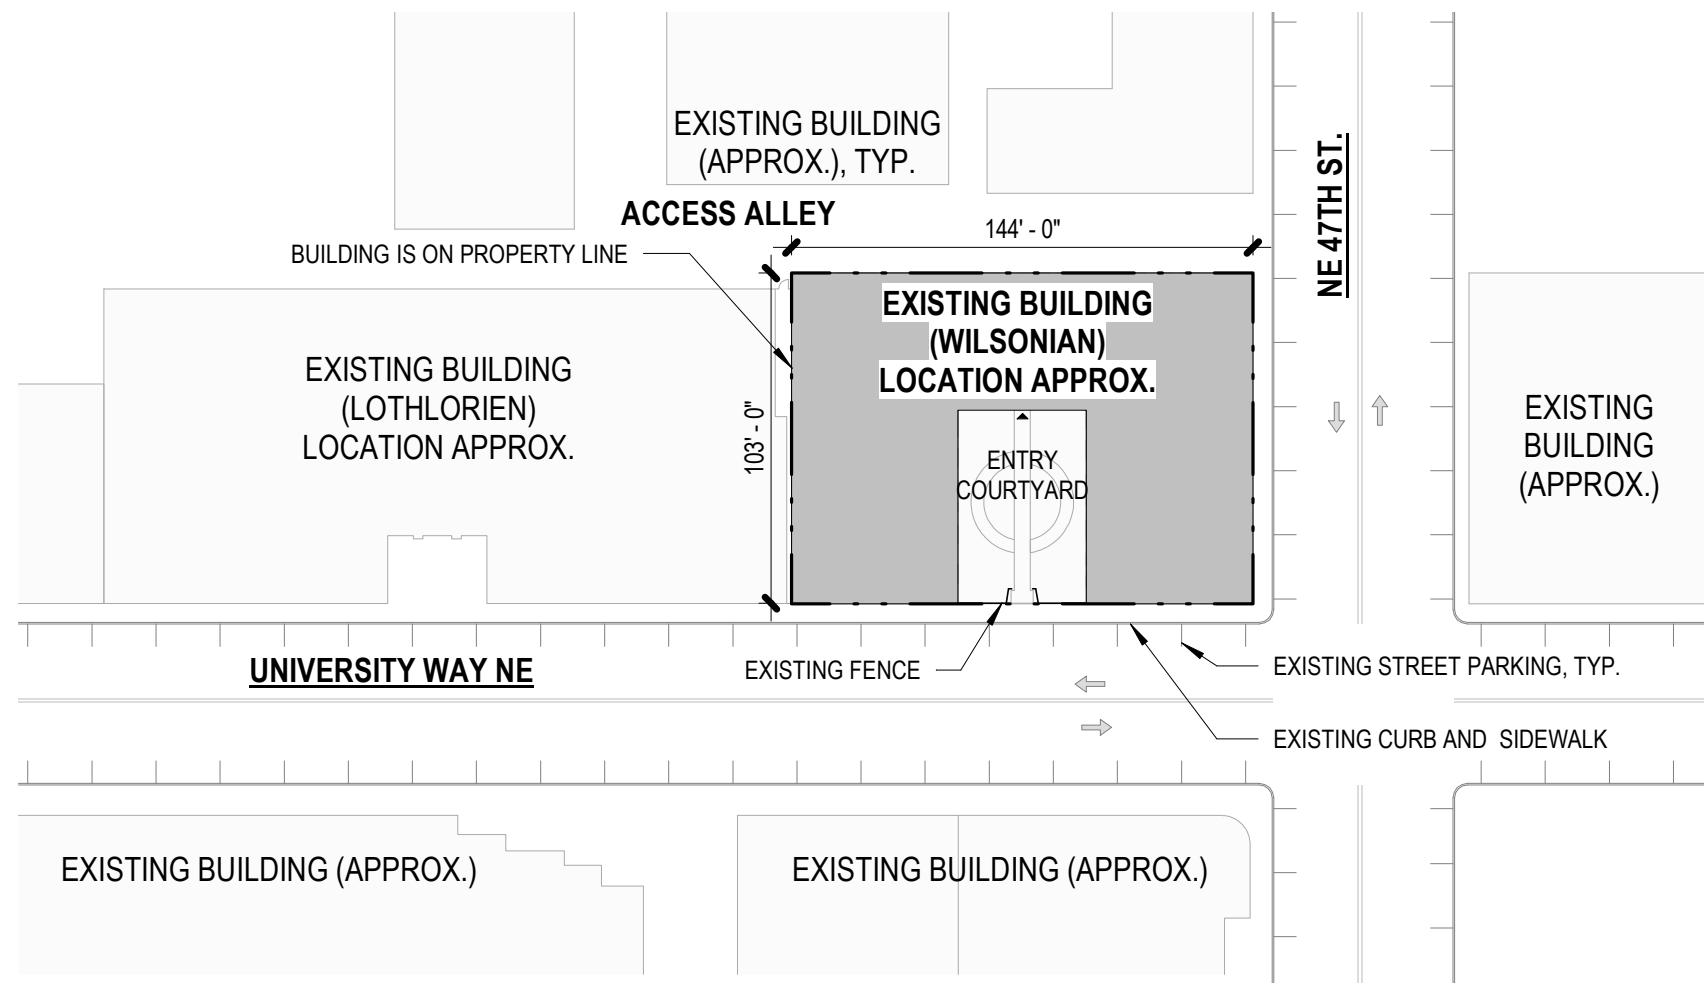 EXISTING BUILDING
(APPROX.), TYP.
ACCESS ALLEY
144' - 0"
NE 47TH ST.
BUILDING IS ON PROPERTY LINE
EXISTING BUILDING
(WILSONIAN)
LOCATION APPROX.
EXISTING BUILDING
(LOTHLORIEN)
LOCATION APPROX.
103' - 0"
ENTRY
COURTYARD
EXISTING
BUILDING
(APPROX.)
UNIVERSITY WAY NE
EXISTING FENCE
EXISTING STREET PARKING, TYP.
EXISTING CURB AND  SIDEWALK
EXISTING BUILDING (APPROX.)
EXISTING BUILDING (APPROX.)